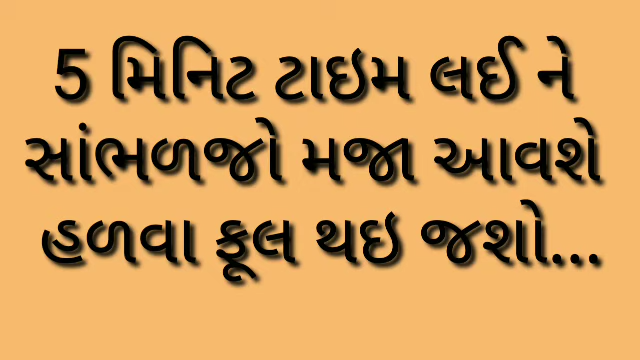 5 મિનિટ ટાઇમ લઈ ને
સાંભળજો મજા આવશે
હળવા ફૂલ થઇ જશો...